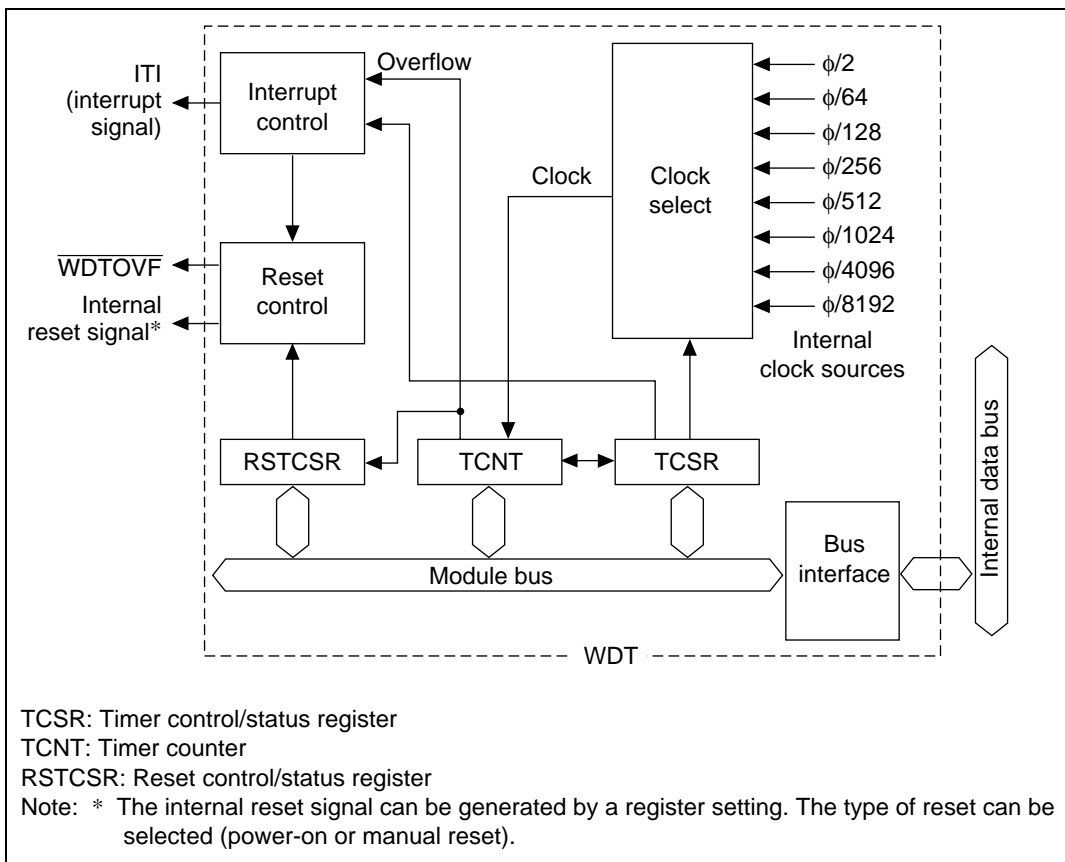 ITI
(interrupt
signal)
Interrupt
control
Overflow
WDTOVF
Internal
reset signal*
Reset
control
Clock
Clock
select
ϕ/2
ϕ/64
ϕ/128
ϕ/256
ϕ/512
ϕ/1024
ϕ/4096
ϕ/8192
Internal
clock sources
RSTCSR
TCNT
TCSR
Module bus
Bus
interface
Internal data bus
WDT
TCSR: Timer control/status register
TCNT: Timer counter
RSTCSR: Reset control/status register
Note: * The internal reset signal can be generated by a register setting. The type of reset can be
selected (power-on or manual reset).